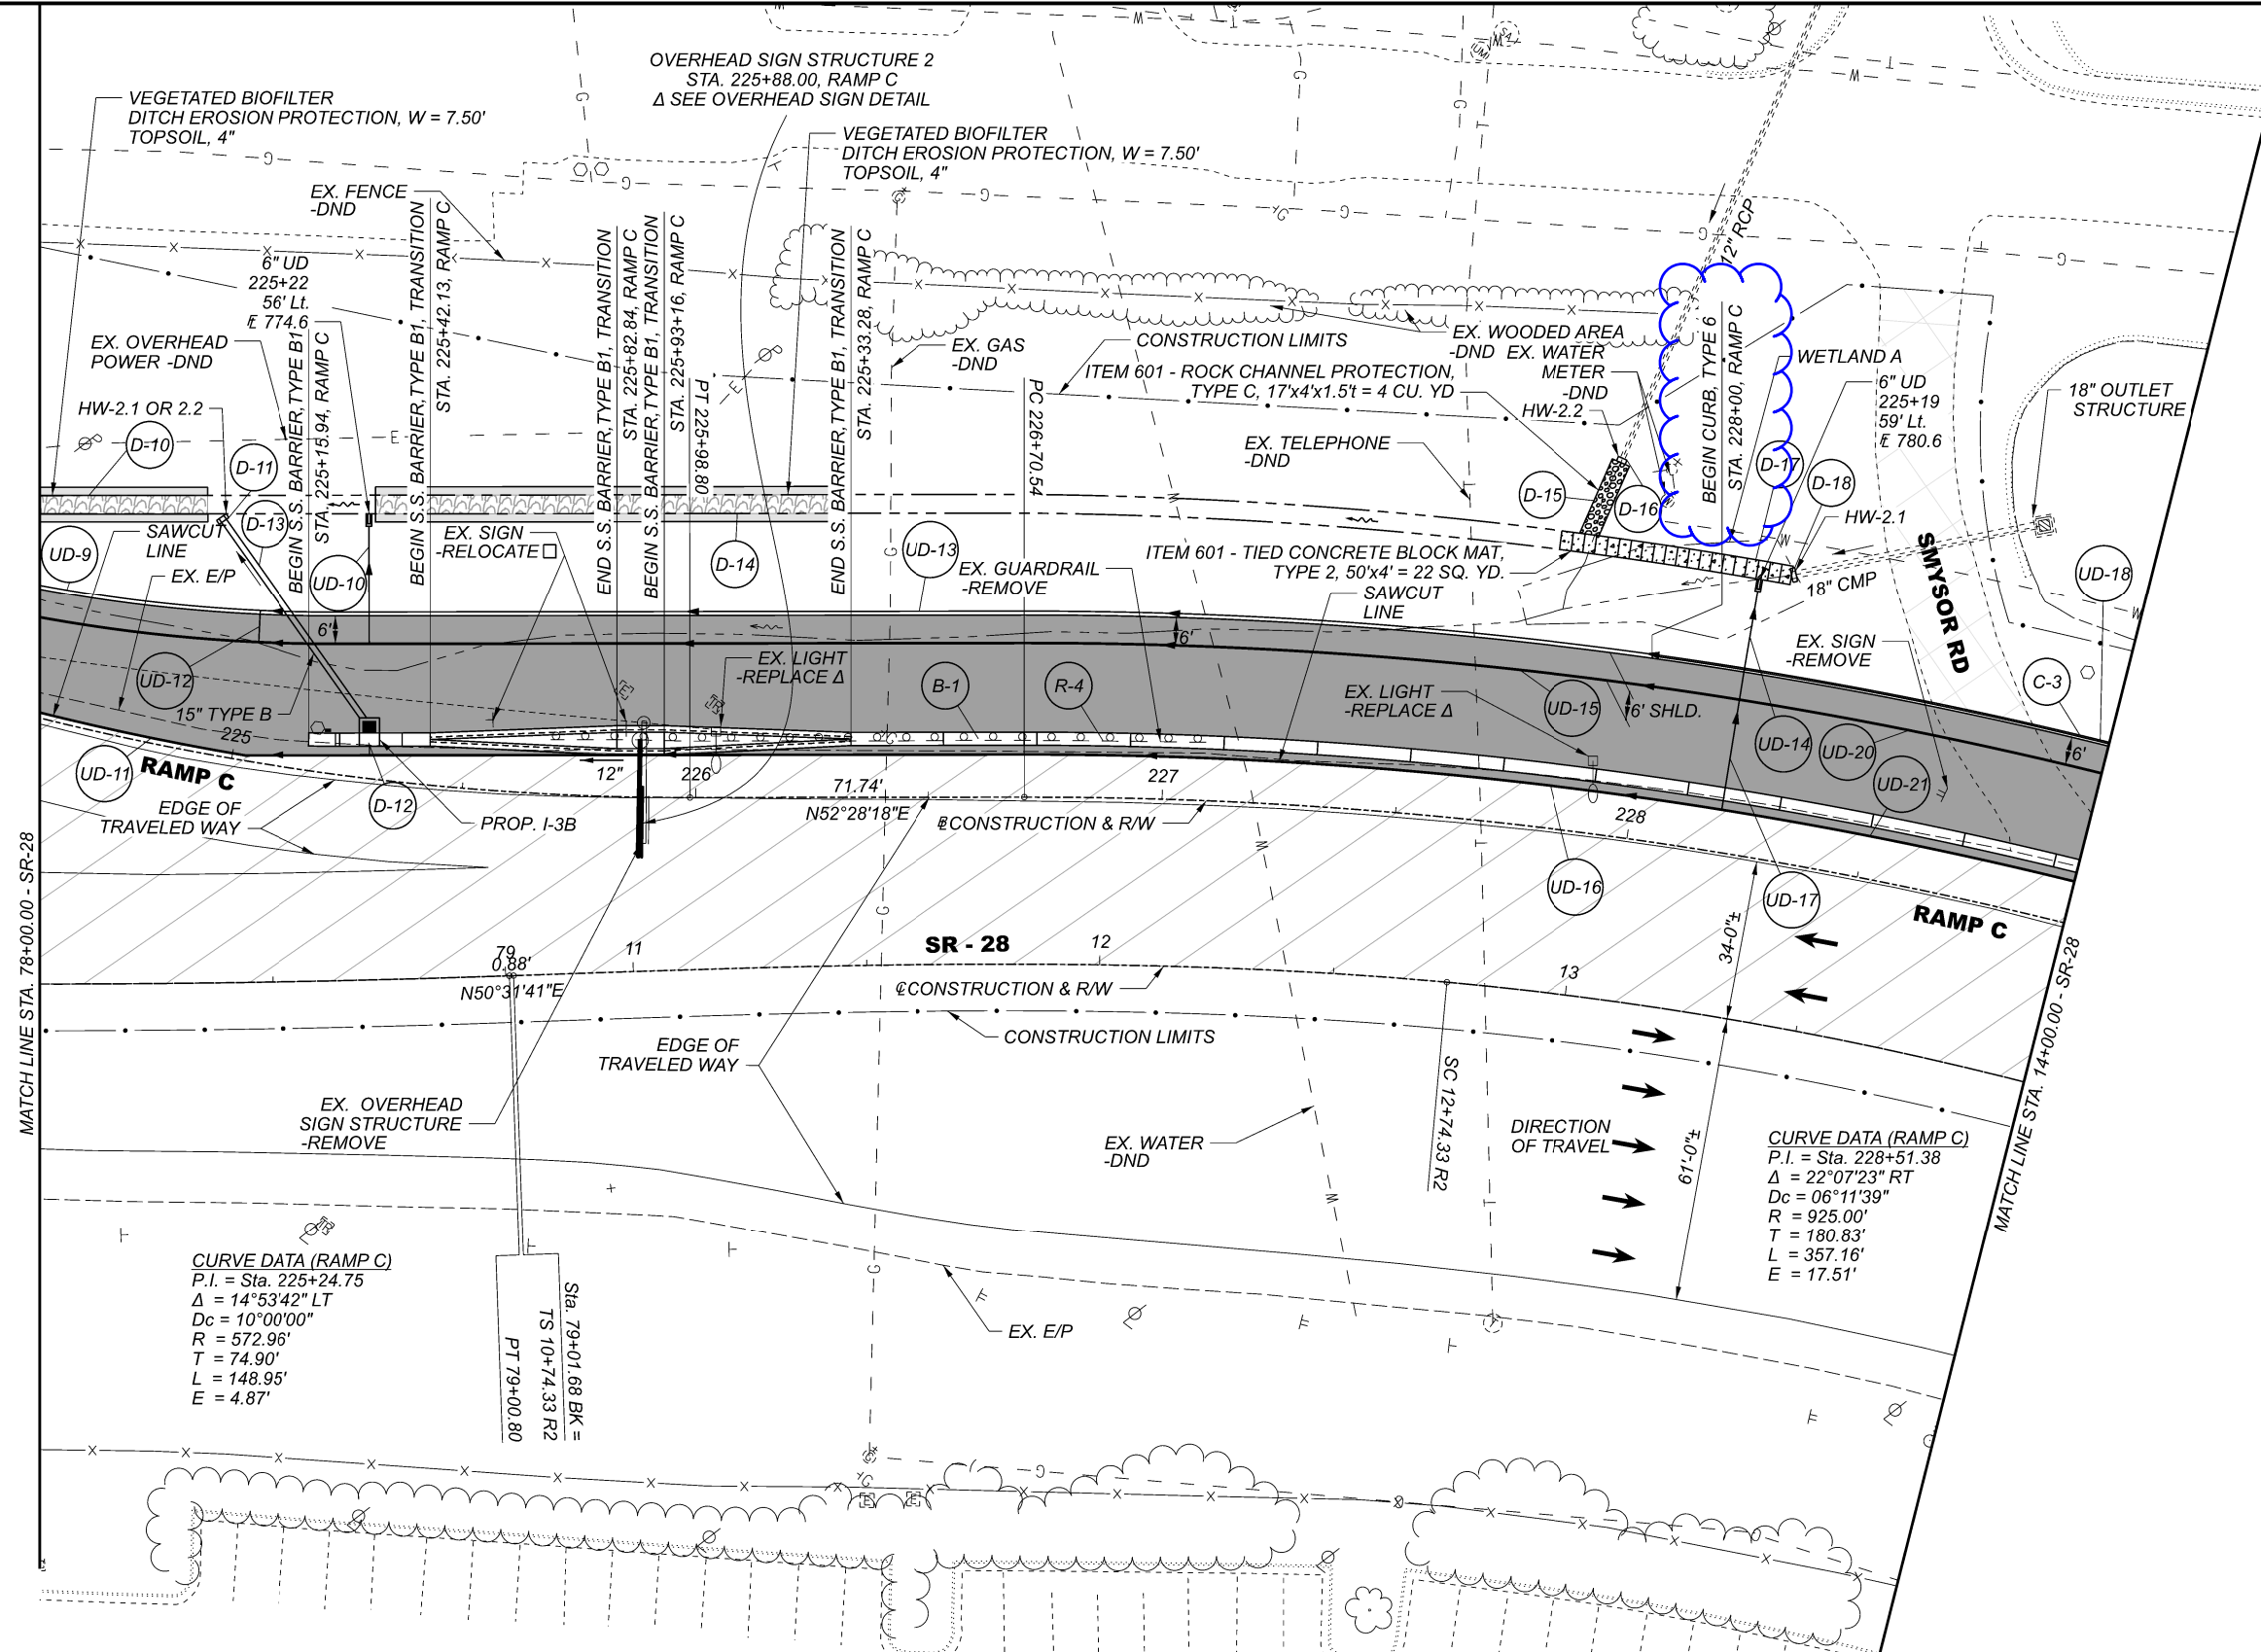 OVERHEAD SIGN STRUCTURE 2
STA. 225+88.00, RAMP C
Δ SEE OVERHEAD SIGN DETAIL
VEGETATED BIOFILTER
DITCH EROSION PROTECTION, W = 7.50'
TOPSOIL, 4"
VEGETATED BIOFILTER
DITCH EROSION PROTECTION, W = 7.50'
TOPSOIL, 4"
EX. FENCE
-DND
6" UD
225+22
56' Lt.
℄ 774.6
EX. OVERHEAD
POWER -DND
HW-2.1 OR 2.2
D-10
D-11
D-13
BEGIN S.S. BARRIER, TYPE B1
STA. 225+15.94, RAMP C
BEGIN S.S. BARRIER, TYPE B1, TRANSITION
STA. 225+42.13, RAMP C
END S.S. BARRIER, TYPE B1, TRANSITION
STA. 225+82.84, RAMP C
BEGIN S.S. BARRIER, TYPE B1, TRANSITION
STA. 225+93+16, RAMP C
PT 225+98.80
END S.S. BARRIER, TYPE B1, TRANSITION
STA. 225+33.28, RAMP C
EX. GAS
-DND
PC 226+70.54
CONSTRUCTION LIMITS
EX. WOODED AREA
-DND
EX. WATER
METER
-DND
ITEM 601 - ROCK CHANNEL PROTECTION,
TYPE C, 17'x4'x1.5't = 4 CU. YD
HW-2.2
12" RCP
BEGIN CURB, TYPE 6
STA. 228+00, RAMP C
WETLAND A
6" UD
225+19
59' Lt.
℄ 780.6
18" OUTLET
STRUCTURE
EX. TELEPHONE
-DND
D-15
D-16
D-17
D-18
HW-2.1
SAWCUT
LINE
UD-9
EX. E/P
UD-10
EX. SIGN
-RELOCATE □
D-14
UD-13
EX. GUARDRAIL
-REMOVE
ITEM 601 - TIED CONCRETE BLOCK MAT,
TYPE 2, 50'x4' = 22 SQ. YD.
SAWCUT
LINE
18" CMP
SMYSOR RD
UD-18
6'
6'
EX. SIGN
-REMOVE
UD-12
15" TYPE B
EX. LIGHT
-REPLACE Δ
B-1
R-4
EX. LIGHT
-REPLACE Δ
UD-15
6' SHLD.
C-3
UD-14
UD-20
6'
UD-21
225
RAMP C
UD-11
D-12
12"
226
71.74'
227
N52°28'18"E
228
EDGE OF
TRAVELED WAY
PROP. I-3B
℄ CONSTRUCTION & R/W
UD-16
UD-17
34'-0"±
RAMP C
SR - 28
79
0.88'
N50°31'41"E
11
12
13
℄ CONSTRUCTION & R/W
CONSTRUCTION LIMITS
EDGE OF
TRAVELED WAY
EX. OVERHEAD
SIGN STRUCTURE
-REMOVE
EX. WATER
-DND
SC 12+74.33 R2
DIRECTION
OF TRAVEL
61'-0"±
CURVE DATA (RAMP C)
P.I. = Sta. 228+51.38
Δ = 22°07'23" RT
Dc = 06°11'39"
R = 925.00'
T = 180.83'
L = 357.16'
E = 17.51'
CURVE DATA (RAMP C)
P.I. = Sta. 225+24.75
Δ = 14°53'42" LT
Dc = 10°00'00"
R = 572.96'
T = 74.90'
L = 148.95'
E = 4.87'
Sta. 79+01.68 BK =
TS 10+74.33 R2
PT 79+00.80
EX. E/P
MATCH LINE STA. 78+00.00 - SR-28
MATCH LINE STA. 14+00.00 - SR-28